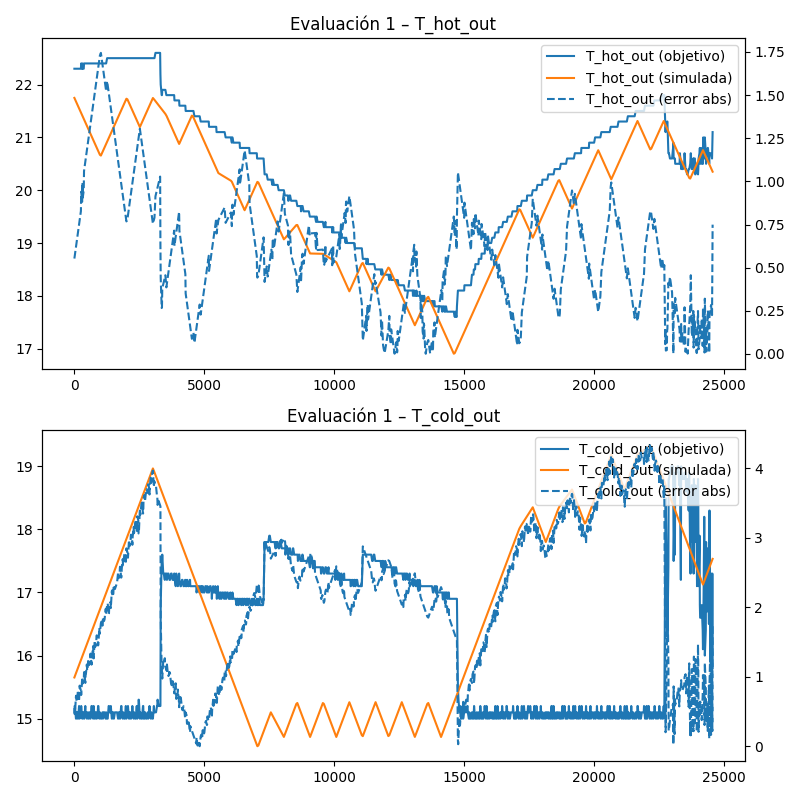 Evaluación 1 – T_hot_out
T_hot_out (objetivo)
T_hot_out (simulada)
T_hot_out (error abs)
22
21
20
19
18
17
1.75
1.50
1.25
1.00
0.75
0.50
0.25
0.00
0 5000 10000 15000 20000 25000
Evaluación 1 – T_cold_out
T_cold_out (objetivo)
T_cold_out (simulada)
T_cold_out (error abs)
19
18
17
16
15
4
3
2
1
0
0 5000 10000 15000 20000 25000